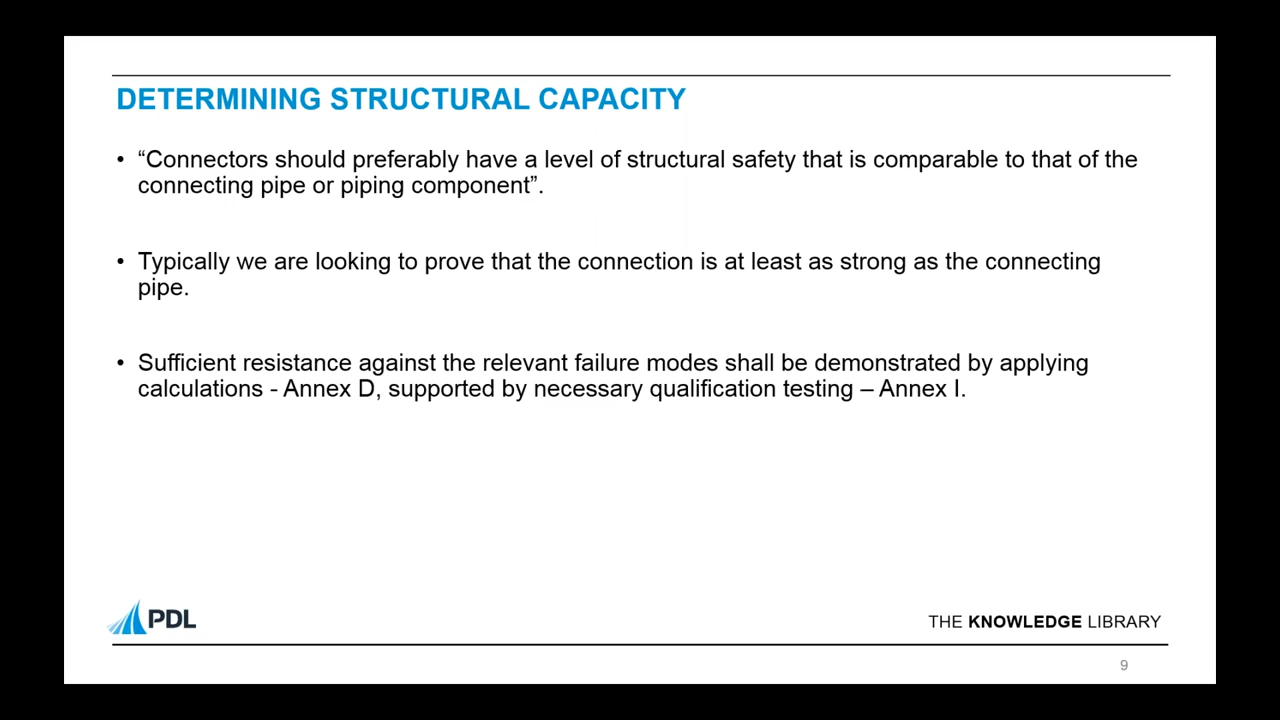 DETERMINING STRUCTURAL CAPACITY
• “Connectors should preferably have a level of structural safety that is comparable to that of the
connecting pipe or piping component”.
• Typically we are looking to prove that the connection is at least as strong as the connecting
pipe.
• Sufficient resistance against the relevant failure modes shall be demonstrated by applying
calculations - Annex D, supported by necessary qualification testing – Annex I.
PDL
THE KNOWLEDGE LIBRARY
9